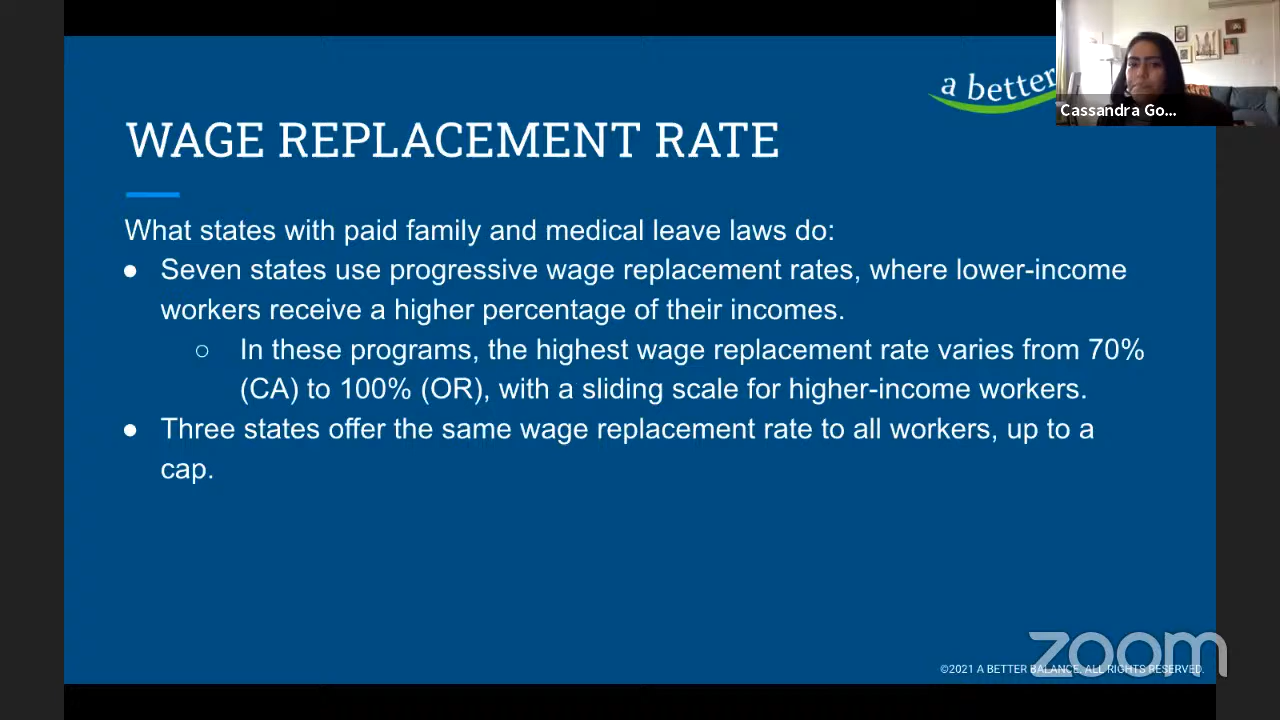 a better
Cassandra Go...
WAGE REPLACEMENT RATE
What states with paid family and medical leave laws do:
● Seven states use progressive wage replacement rates, where lower-income
workers receive a higher percentage of their incomes.
○ In these programs, the highest wage replacement rate varies from 70%
(CA) to 100% (OR), with a sliding scale for higher-income workers.
● Three states offer the same wage replacement rate to all workers, up to a
cap.
zoom
©2021 A BETTER BALANCE. ALL RIGHTS RESERVED.